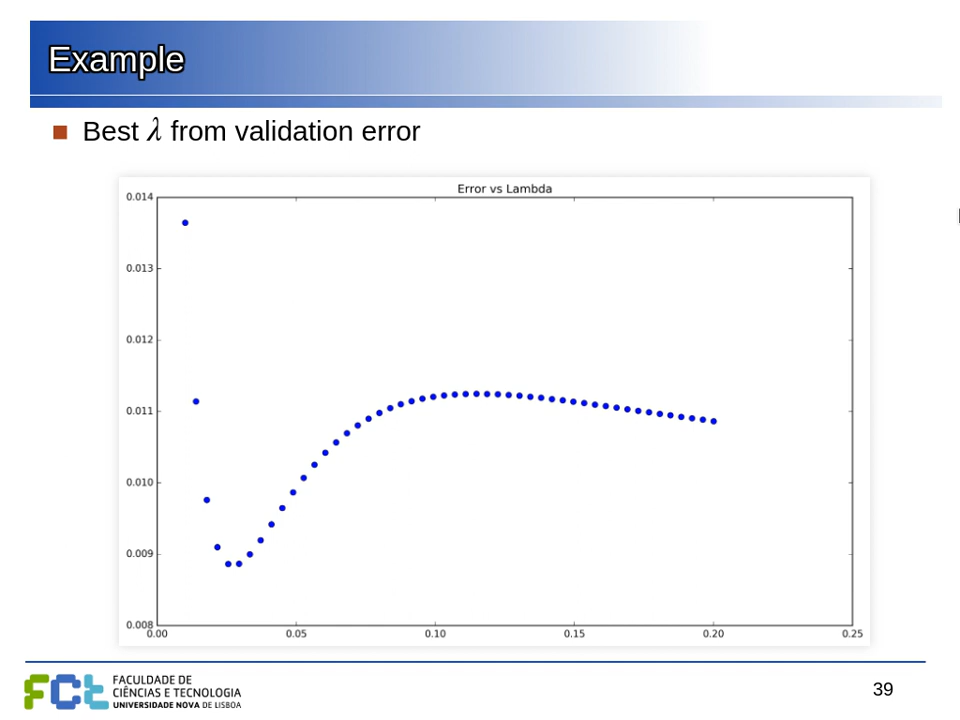 Example
Best λ from validation error
Error vs Lambda
0.014
0.013
0.012
0.011
0.010
0.009
0.008
0.00 0.05 0.10 0.15 0.20 0.25
FCT
FACULDADE DE
CIÊNCIAS E TECNOLOGIA
UNIVERSIDADE NOVA DE LISBOA
39